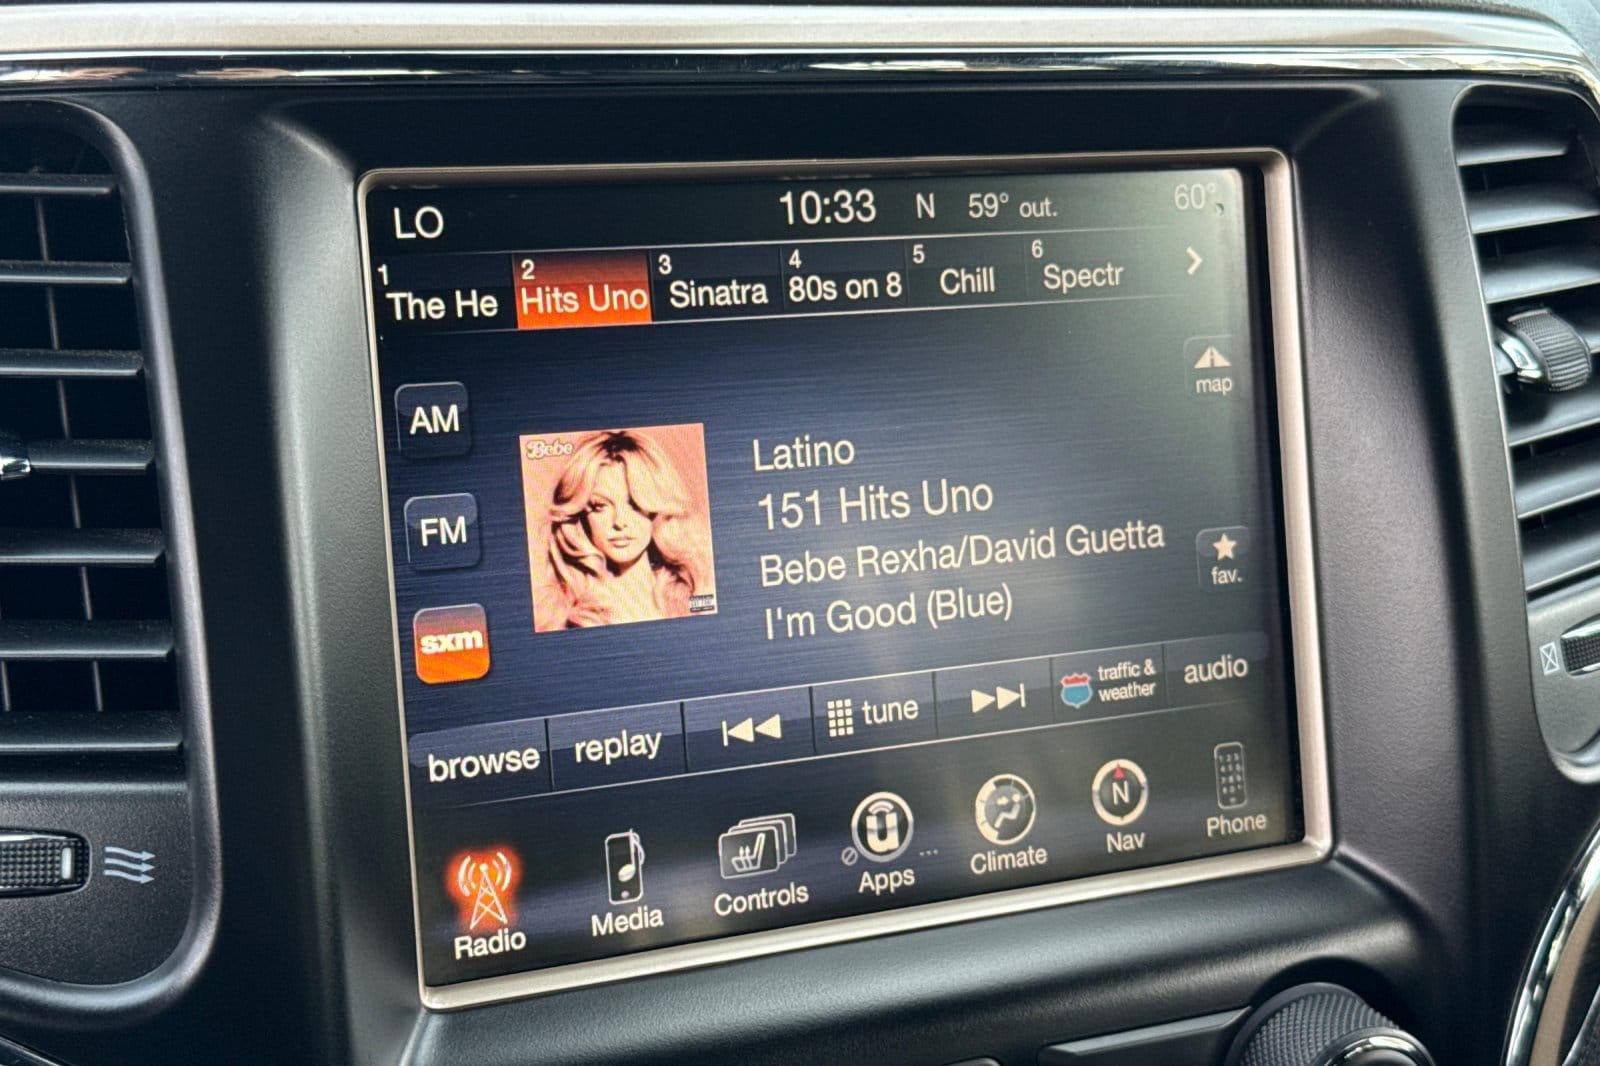 LO 10:33 N 59° out. 60°
1 The He 2 Hits Uno 3 Sinatra 4 80s on 8 5 Chill 6 Spectr
map
AM
Bebe
Latino
151 Hits Uno
FM
Bebe Rexha/David Guetta
fav.
I'm Good (Blue)
sxm
browse replay tune traffic & weather audio
Radio Media Controls Apps Climate N Nav Phone